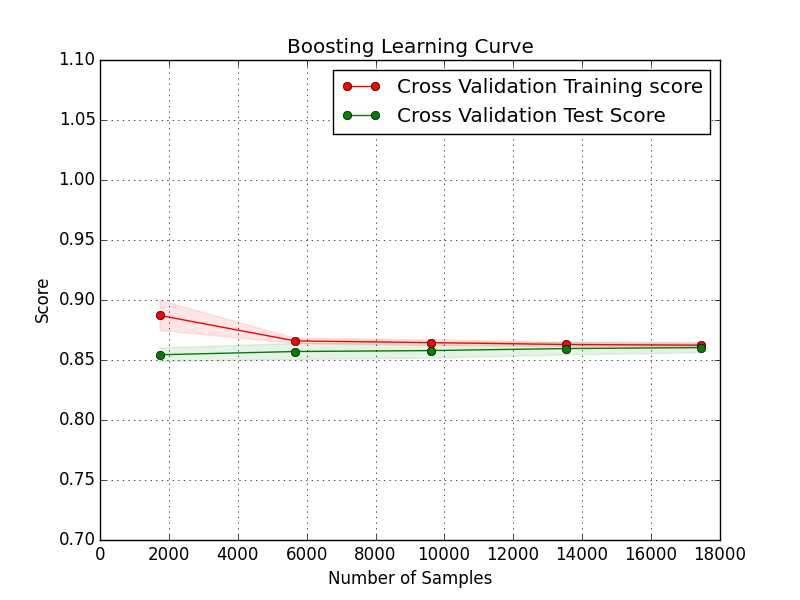 Boosting Learning Curve
1.10
1.05
1.00
0.95
0.90
0.85
0.80
0.75
0.70
Score
Cross Validation Training score
Cross Validation Test Score
0 2000 4000 6000 8000 10000 12000 14000 16000 18000
Number of Samples